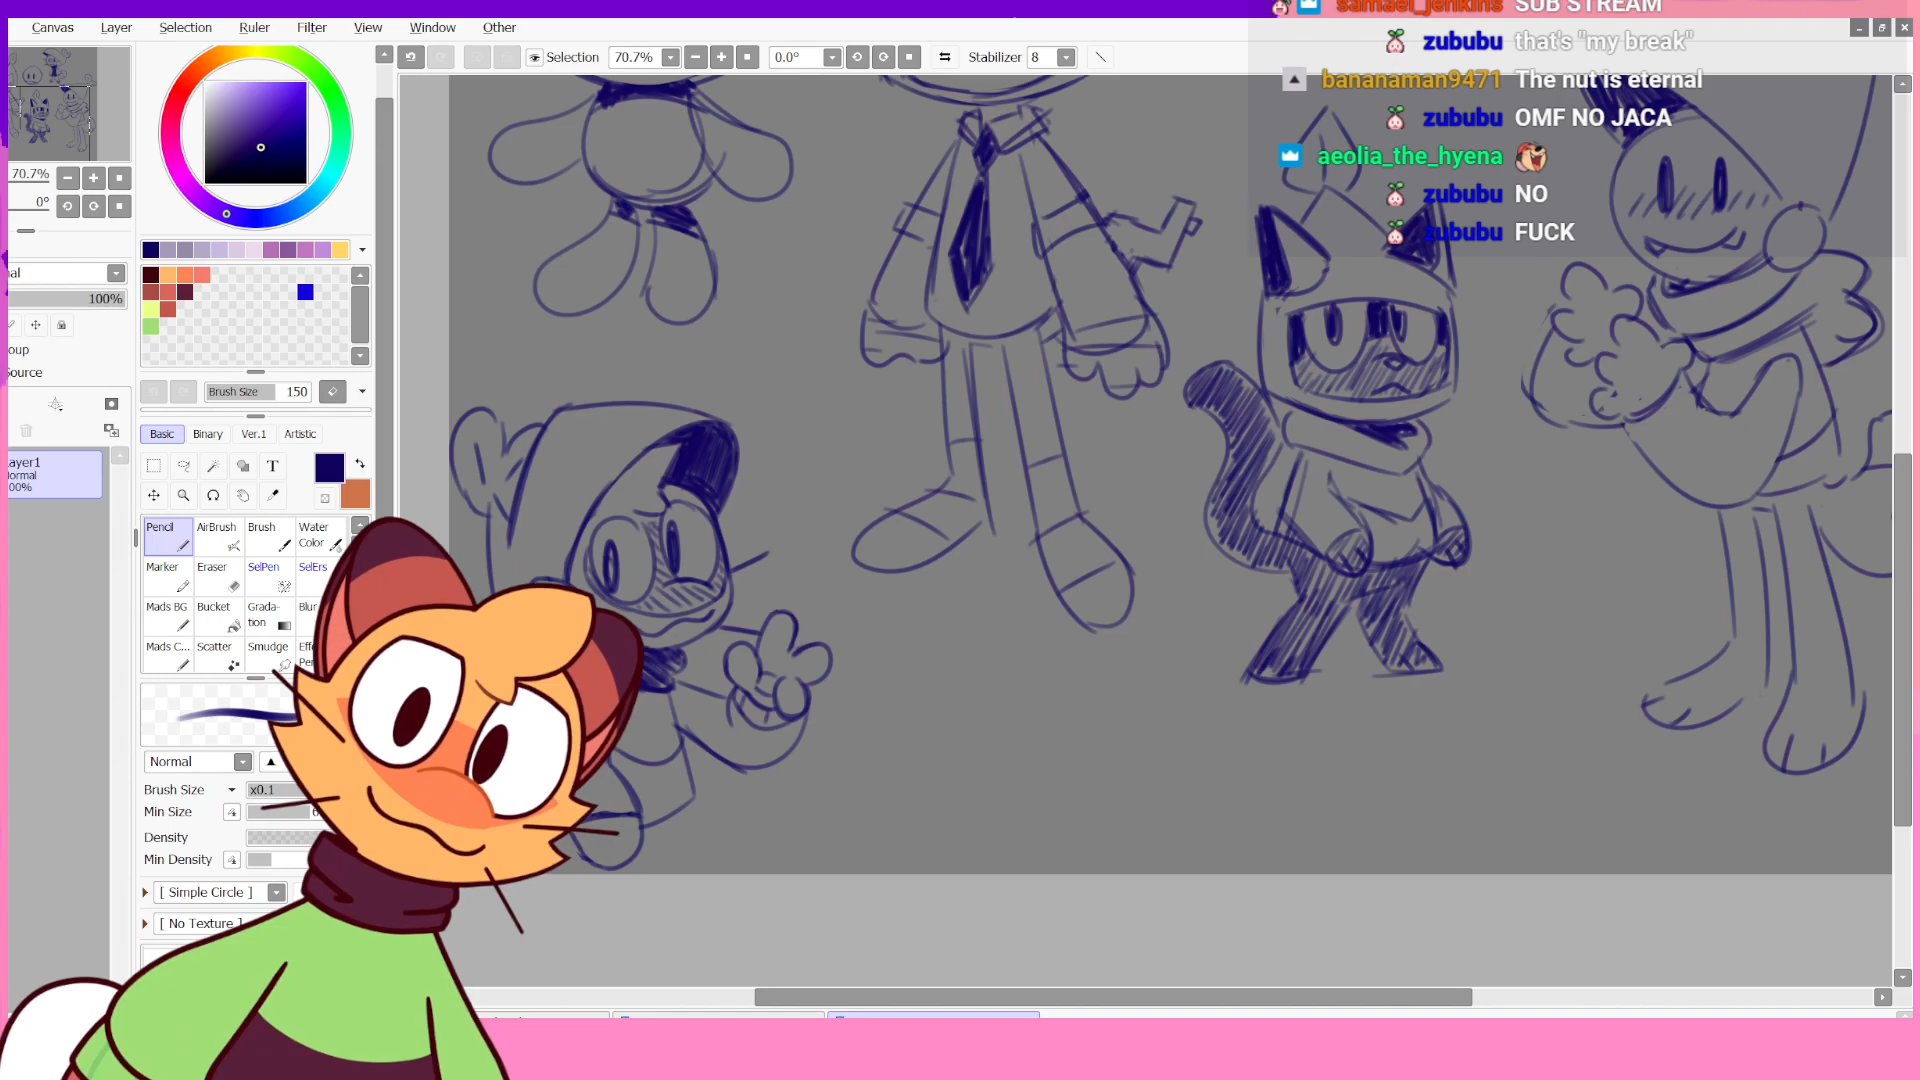 samael_jenkins SUB STREAM
Canvas Layer Selection Ruler Filter View Window Other
zububu that's "my break"
Selection 70.7% 0.0° Stabilizer 8
bananaman9471 The nut is eternal
zububu OMF NO JACA
aeolia_the_hyena
70.7%
zububu NO
0°
zububu FUCK
100%
Brush Size 150
Basic Binary Ver.1 Artistic
T
Pencil AirBrush Brush Water Color
Marker Eraser SelPen SelErs
Mads BG Bucket Grada-tion Blur
Mads C... Scatter Smudge
Normal
Brush Size x0.1
Min Size
Density
Min Density
[ Simple Circle ]
[ No Texture ]